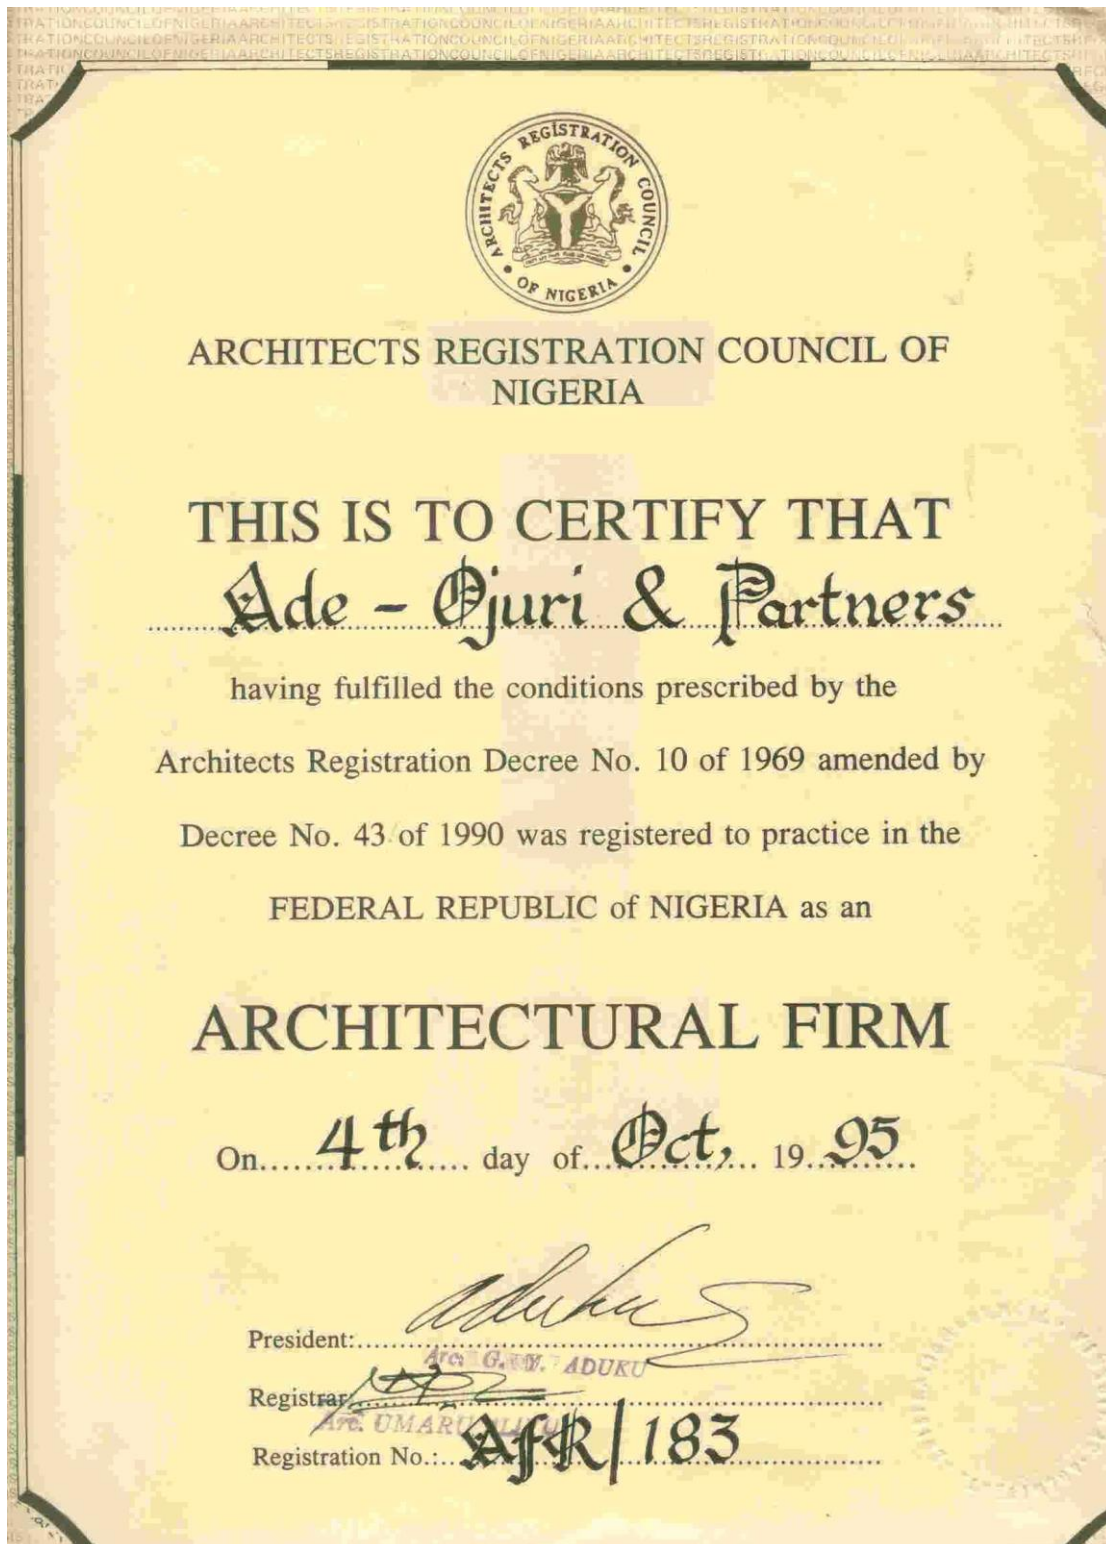 ARCHITECTS REGISTRATION COUNCIL
OF NIGERIA
ARCHITECTS REGISTRATION COUNCIL OF
NIGERIA
THIS IS TO CERTIFY THAT
Ade - Ojuri & Partners
having fulfilled the conditions prescribed by the
Architects Registration Decree No. 10 of 1969 amended by
Decree No. 43 of 1990 was registered to practice in the
FEDERAL REPUBLIC of NIGERIA as an
ARCHITECTURAL FIRM
On 4th day of Oct, 19 95
President:
Arc. G. Y. ADUKU
Registrar
Arc. UMARU
Registration No.: AFR/183